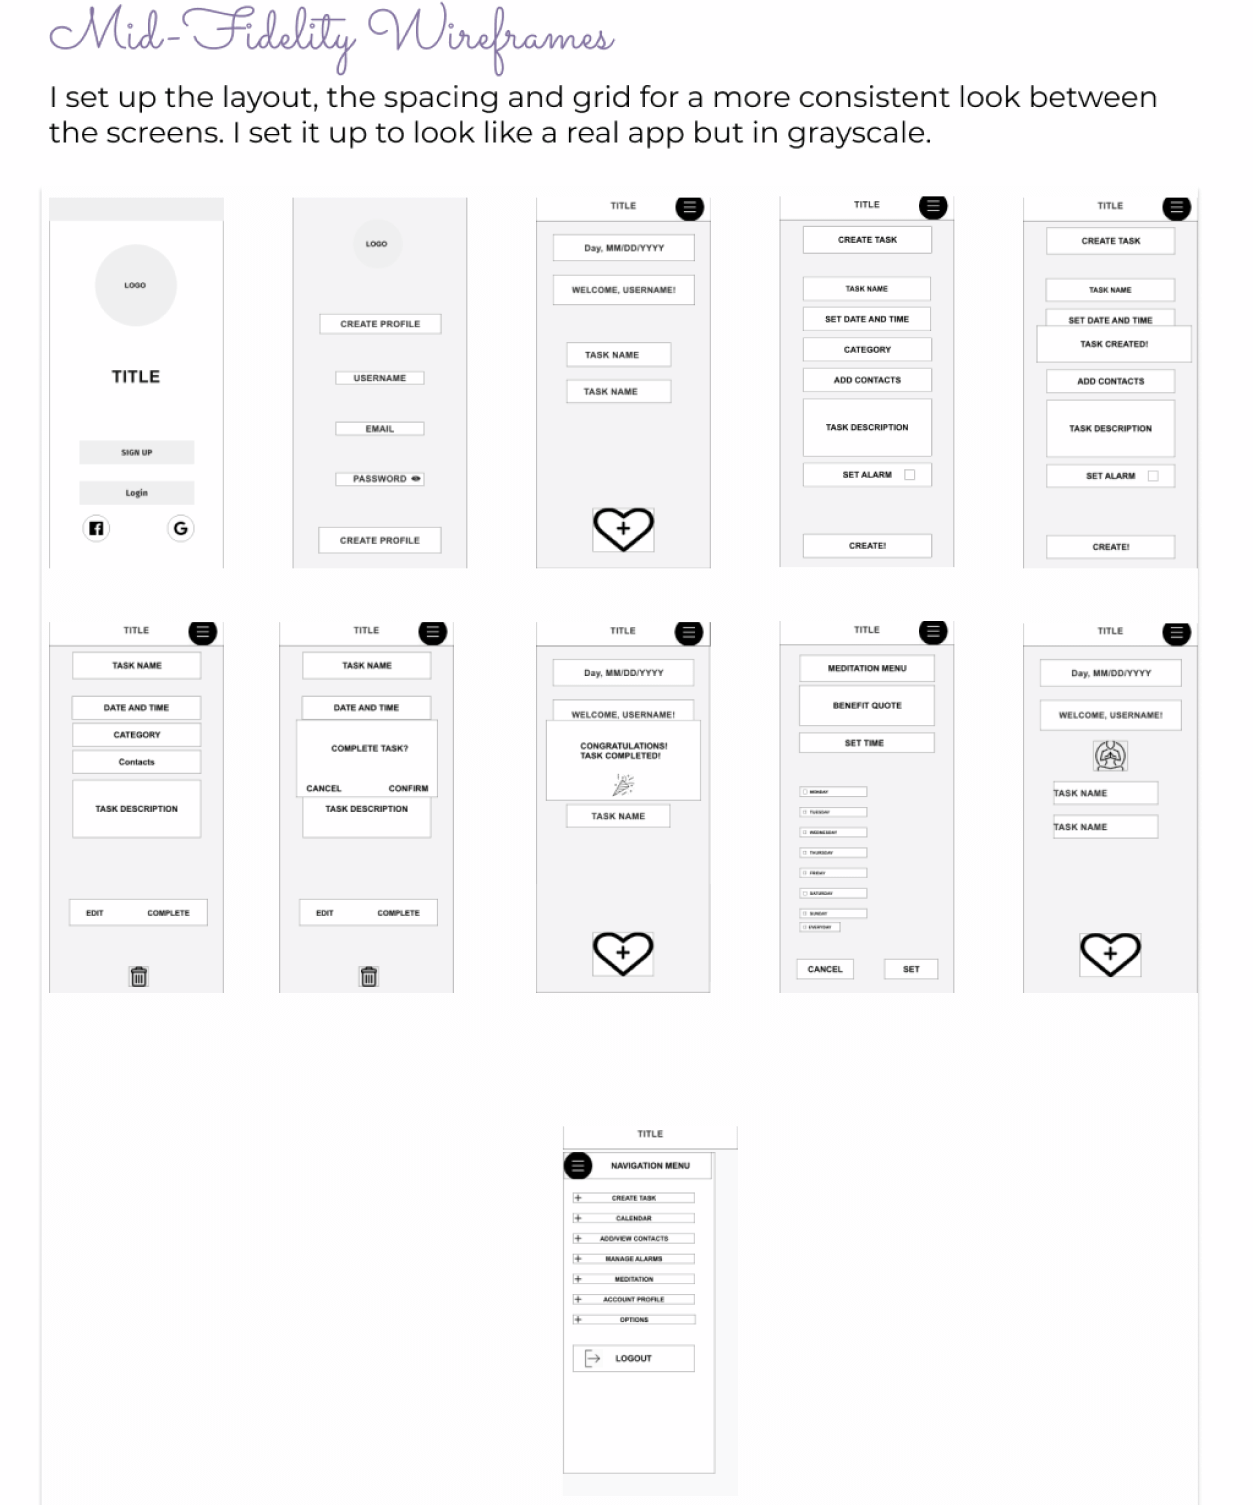 Mid-Fidelity Wireframes
I set up the layout, the spacing and grid for a more consistent look between
the screens. I set it up to look like a real app but in grayscale.
LOGO
TITLE
SIGN UP
Login
G
LOGO
CREATE PROFILE
USERNAME
EMAIL
PASSWORD
CREATE PROFILE
TITLE
Day, MM/DD/YYYY
WELCOME, USERNAME!
TASK NAME
TASK NAME
TITLE
CREATE TASK
TASK NAME
SET DATE AND TIME
CATEGORY
ADD CONTACTS
TASK DESCRIPTION
SET ALARM
CREATE!
TITLE
CREATE TASK
TASK NAME
SET DATE AND TIME
TASK CREATED!
ADD CONTACTS
TASK DESCRIPTION
SET ALARM
CREATE!
TITLE
TASK NAME
DATE AND TIME
CATEGORY
Contacts
TASK DESCRIPTION
EDIT COMPLETE
TITLE
TASK NAME
DATE AND TIME
COMPLETE TASK?
CANCEL CONFIRM
TASK DESCRIPTION
EDIT COMPLETE
TITLE
Day, MM/DD/YYYY
WELCOME, USERNAME!
CONGRATULATIONS!
TASK COMPLETED!
TASK NAME
TITLE
MEDITATION MENU
BENEFIT QUOTE
SET TIME
MONDAY
TUESDAY
WEDNESDAY
THURSDAY
FRIDAY
SATURDAY
SUNDAY
EVERYDAY
CANCEL SET
TITLE
Day, MM/DD/YYYY
WELCOME, USERNAME!
TASK NAME
TASK NAME
TITLE
NAVIGATION MENU
+ CREATE TASK
+ CALENDAR
+ ADD/VIEW CONTACTS
+ MANAGE ALARMS
+ MEDITATION
+ ACCOUNT PROFILE
+ OPTIONS
LOGOUT